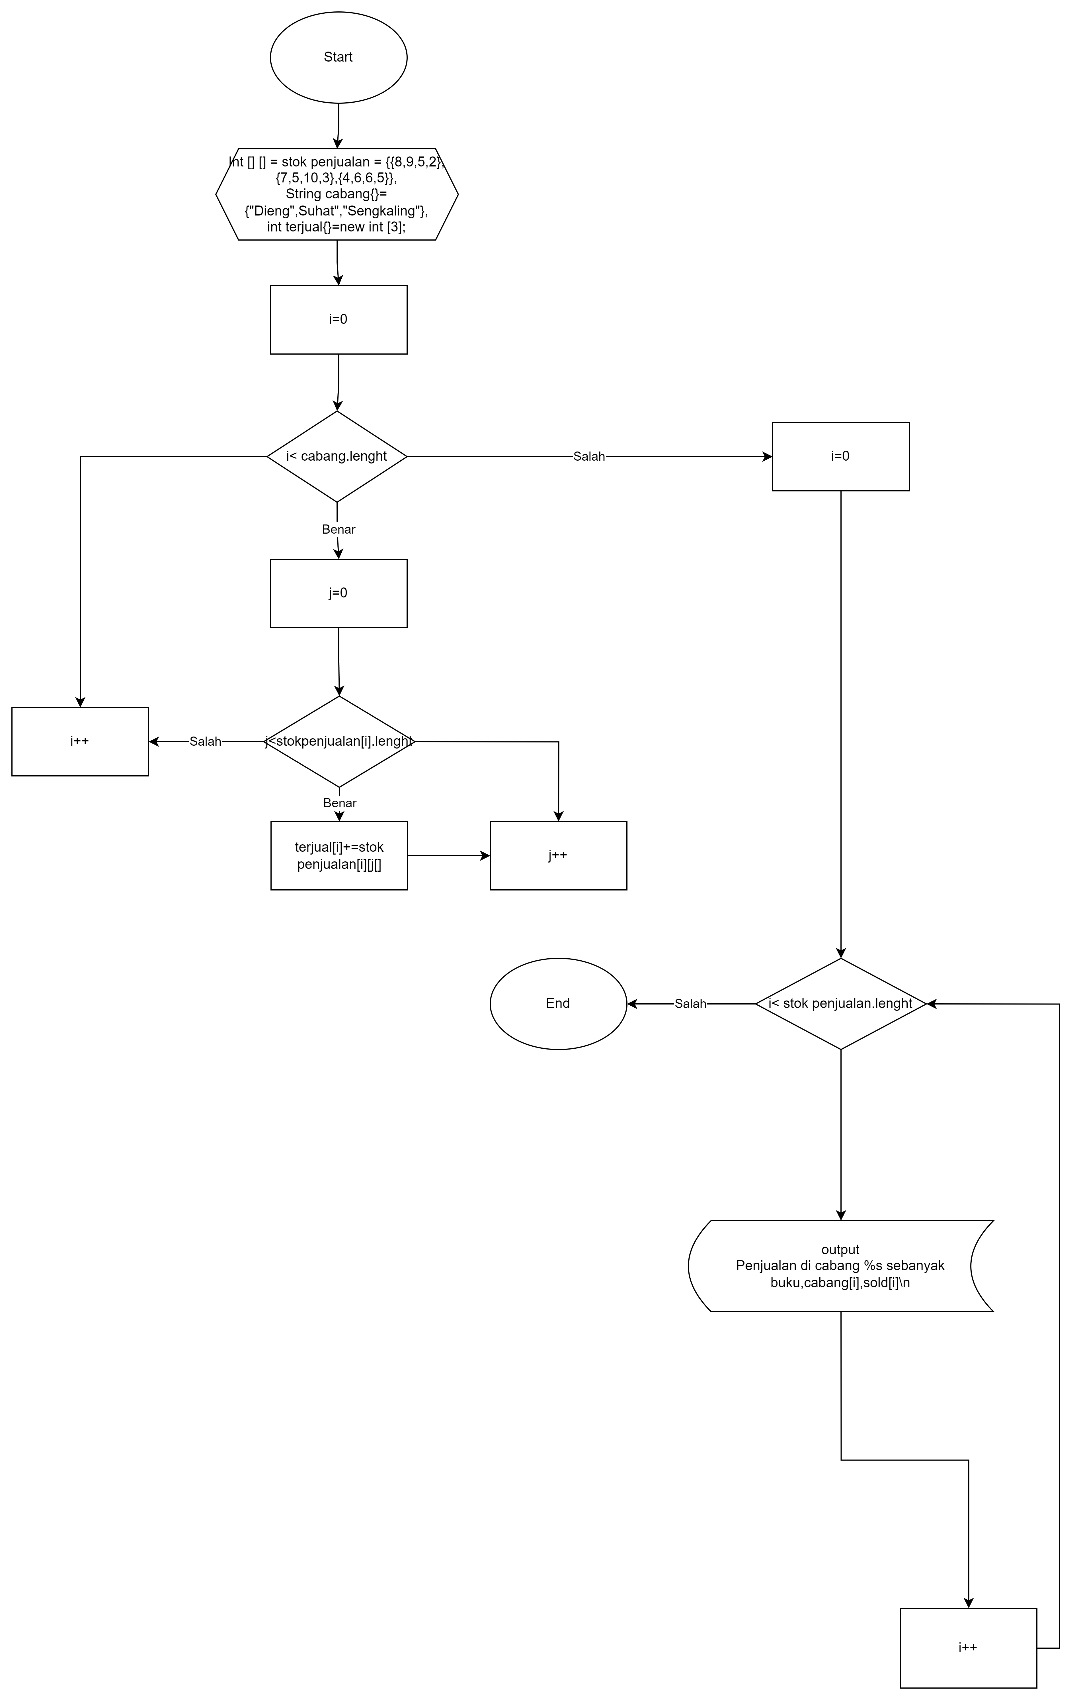 Start
Int [] [] = stok penjualan = {{8,9,5,2},
{7,5,10,3},{4,6,6,5}},
String cabang{}=
{"Dieng",Suhat","Sengkaling"},
int terjual{}=new int [3];
i=0
i< cabang.lenght
Salah
i=0
Benar
j=0
i++
Salah
j<stokpenjualan[i].lenght
Benar
terjual[i]+=stok
penjualan[i][j[]
j++
End
Salah
i< stok penjualan.lenght
output
Penjualan di cabang %s sebanyak
buku,cabang[i],sold[i]\n
i++